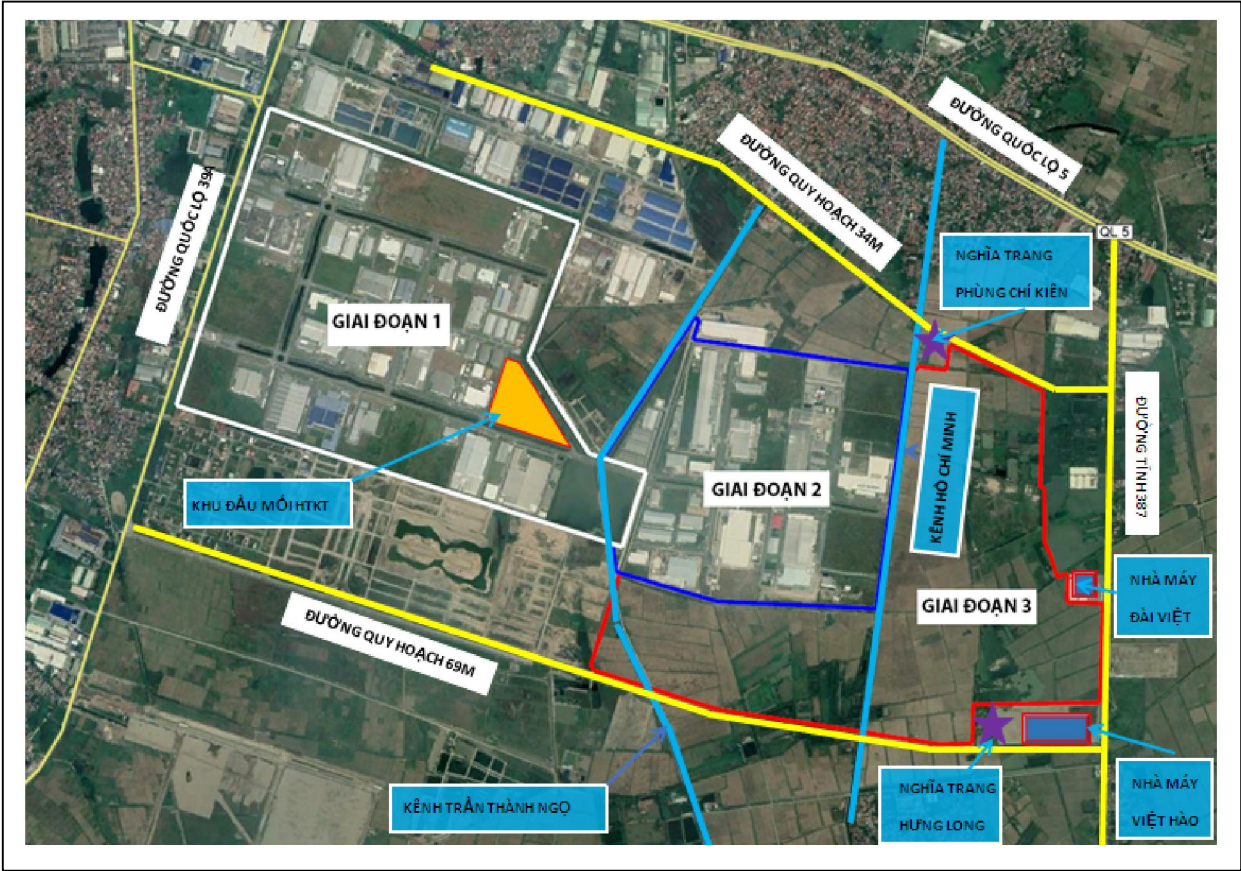 ĐƯỜNG QUỐC LỘ 5
ĐƯỜNG QUY HOẠCH 34M
QL 5
ĐƯỜNG QUỐC LỘ 39A
NGHĨA TRANG
PHÙNG CHÍ KIÊN
GIAI ĐOẠN 1
ĐƯỜNG TỈNH 387
KÊNH HỒ CHÍ MINH
GIAI ĐOẠN 2
KHU ĐẦU MỐI HTKT
NHÀ MÁY
ĐÀI VIỆT
GIAI ĐOẠN 3
ĐƯỜNG QUY HOẠCH 69M
NGHĨA TRANG
HƯNG LONG
NHÀ MÁY
VIỆT HÀO
KÊNH TRẦN THÀNH NGỌ